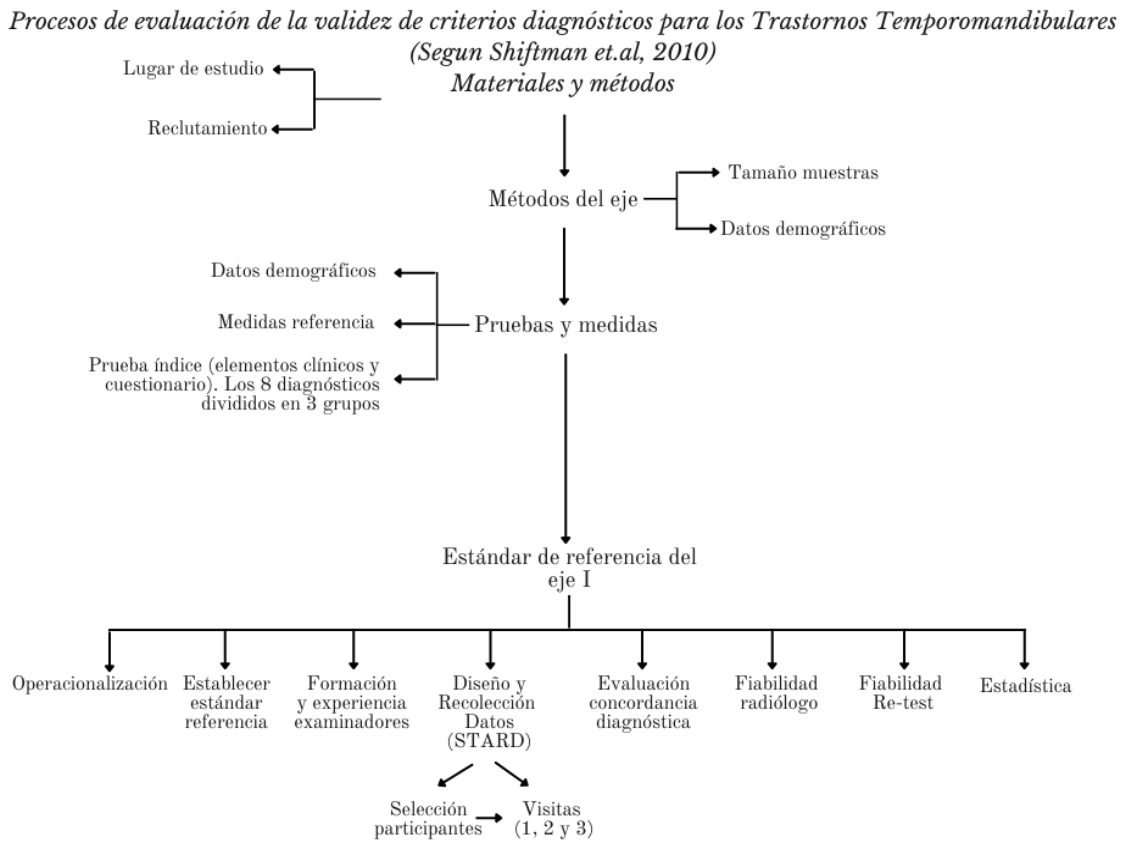 Procesos de evaluación de la validez de criterios diagnósticos para los Trastornos Temporomandibulares
(Segun Shiftman et.al, 2010)
Materiales y métodos
Lugar de estudio
Reclutamiento
Métodos del eje
Tamaño muestras
Datos demográficos
Datos demográficos
Medidas referencia
Prueba índice (elementos clínicos y
cuestionario). Los 8 diagnósticos
divididos en 3 grupos
Pruebas y medidas
Estándar de referencia del
eje I
Operacionalización
Establecer
estándar
referencia
Formación
y experiencia
examinadores
Diseño y
Recolección
Datos
(STARD)
Evaluación
concordancia
diagnóstica
Fiabilidad
radiólogo
Fiabilidad
Re-test
Estadística
Selección
participantes
Visitas
(1, 2 y 3)